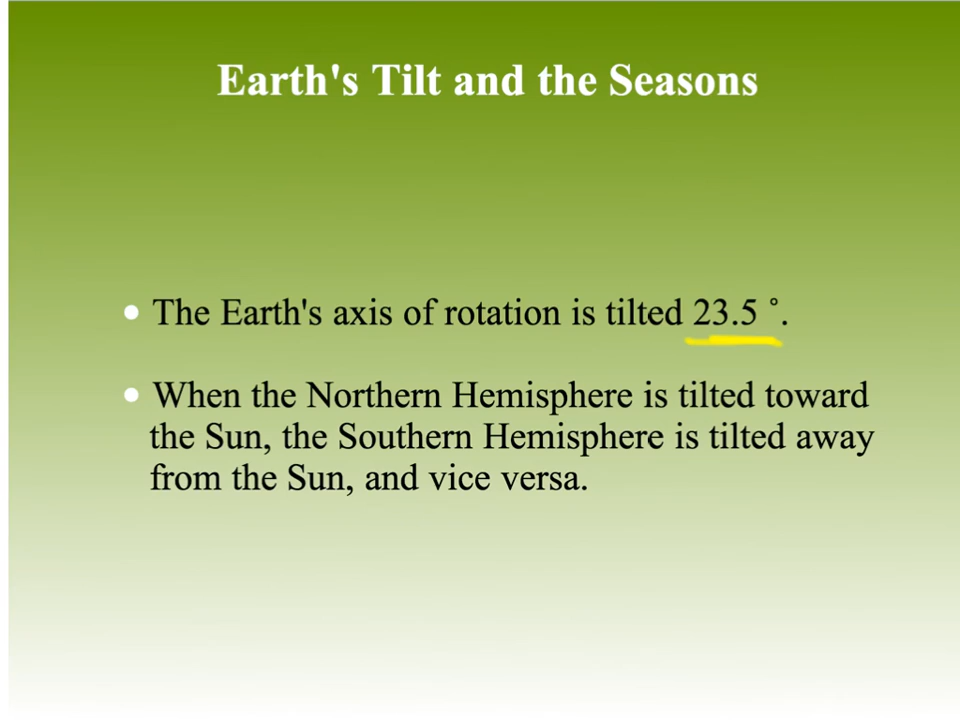 Earth's Tilt and the Seasons
• The Earth's axis of rotation is tilted 23.5 °.
• When the Northern Hemisphere is tilted toward
the Sun, the Southern Hemisphere is tilted away
from the Sun, and vice versa.